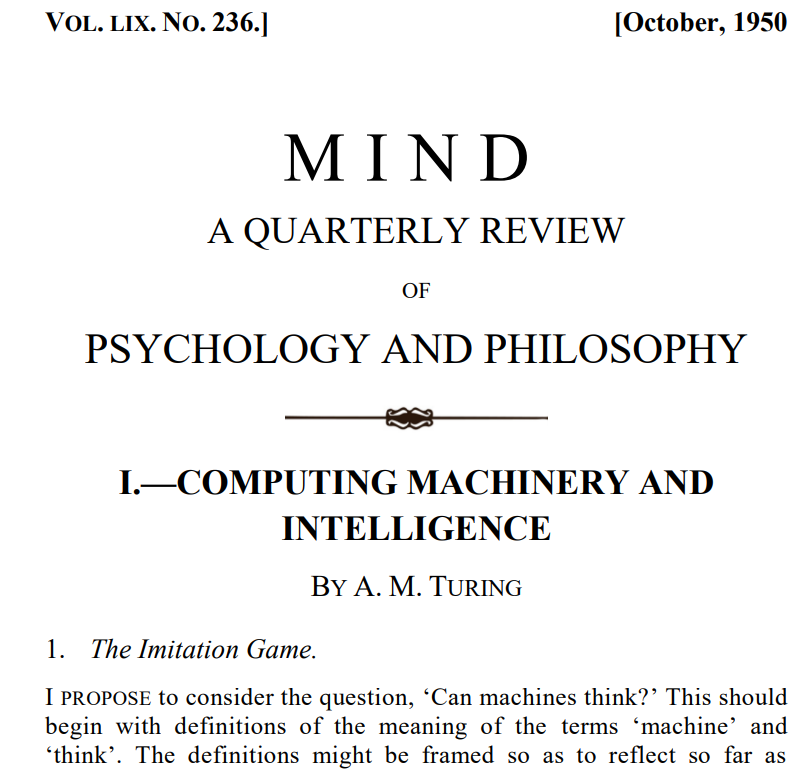 VOL. LIX. NO. 236.]
[October, 1950
M I N D
A QUARTERLY REVIEW
OF
PSYCHOLOGY AND PHILOSOPHY
I.—COMPUTING MACHINERY AND
INTELLIGENCE
BY A. M. TURING
1. The Imitation Game.
I PROPOSE to consider the question, ‘Can machines think?’ This should
begin with definitions of the meaning of the terms ‘machine’ and
‘think’. The definitions might be framed so as to reflect so far as